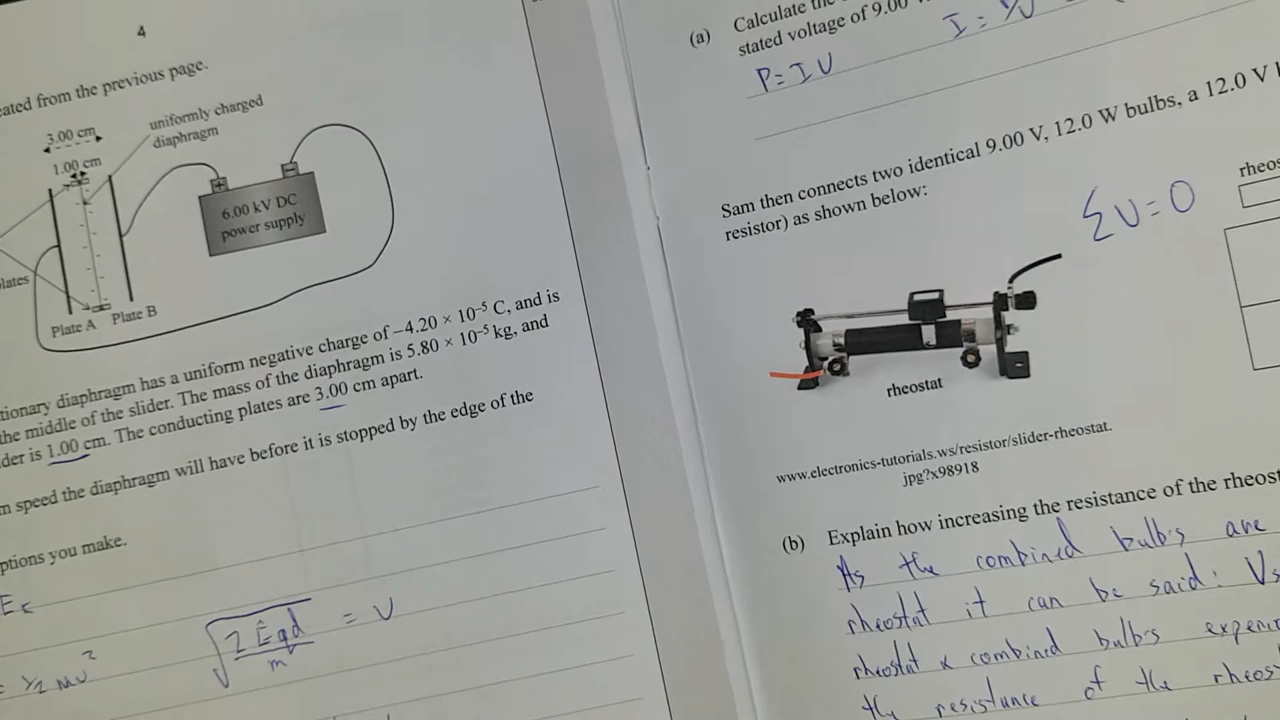 4
eated from the previous page.
3.00 cm
1.00 cm
uniformly charged
diaphragm
+
−
6.00 kV DC
power supply
plates
Plate A
Plate B
tionary diaphragm has a uniform negative charge of −4.20 × 10⁻⁵ C, and is
the middle of the slider. The mass of the diaphragm is 5.80 × 10⁻⁵ kg, and
der is 1.00 cm. The conducting plates are 3.00 cm apart.
m speed the diaphragm will have before it is stopped by the edge of the
ptions you make.
EK
= ½ mv²
√(2Eqd/m) = v
(a) Calculate the
stated voltage of 9.00
P=IU
I =
Sam then connects two identical 9.00 V, 12.0 W bulbs, a 12.0 V
resistor) as shown below:
ΣU=0
rheos
rheostat
www.electronics-tutorials.ws/resistor/slider-rheostat.
jpg?x98918
(b) Explain how increasing the resistance of the rheost
As the combined bulbs are
rheostat it can be said: Vs
rheostat & combined bulbs experi
the resistance of the rheos